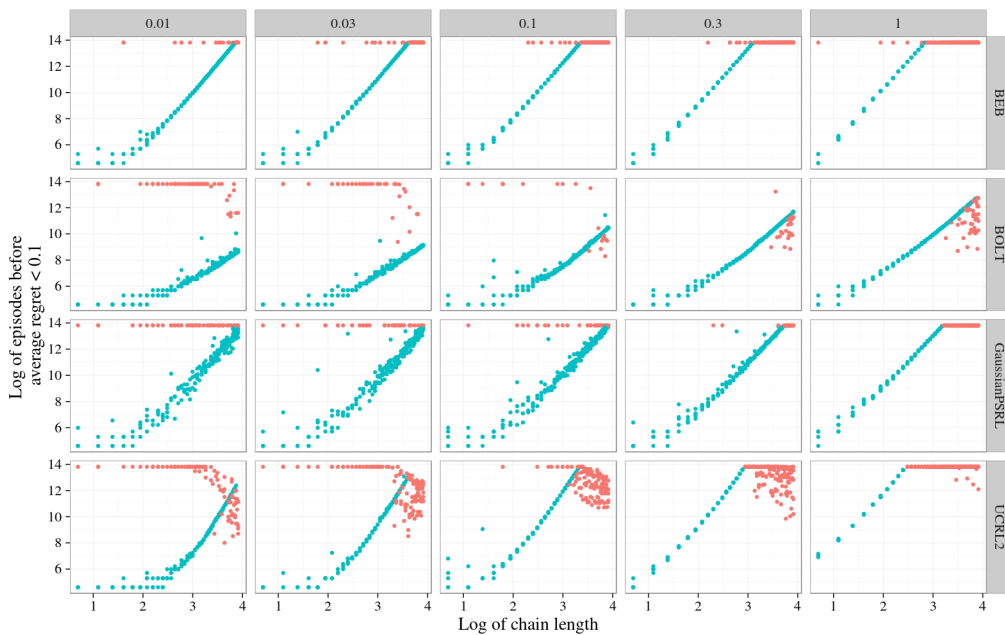 0.01 0.03 0.1 0.3 1
14
12
10
8
6
BEB
14
12
10
8
6
BOLT
Log of episodes before
average regret < 0.1
14
12
10
8
6
GaussianPSRL
14
12
10
8
6
UCRL2
1 2 3 4 1 2 3 4 1 2 3 4 1 2 3 4 1 2 3 4
Log of chain length